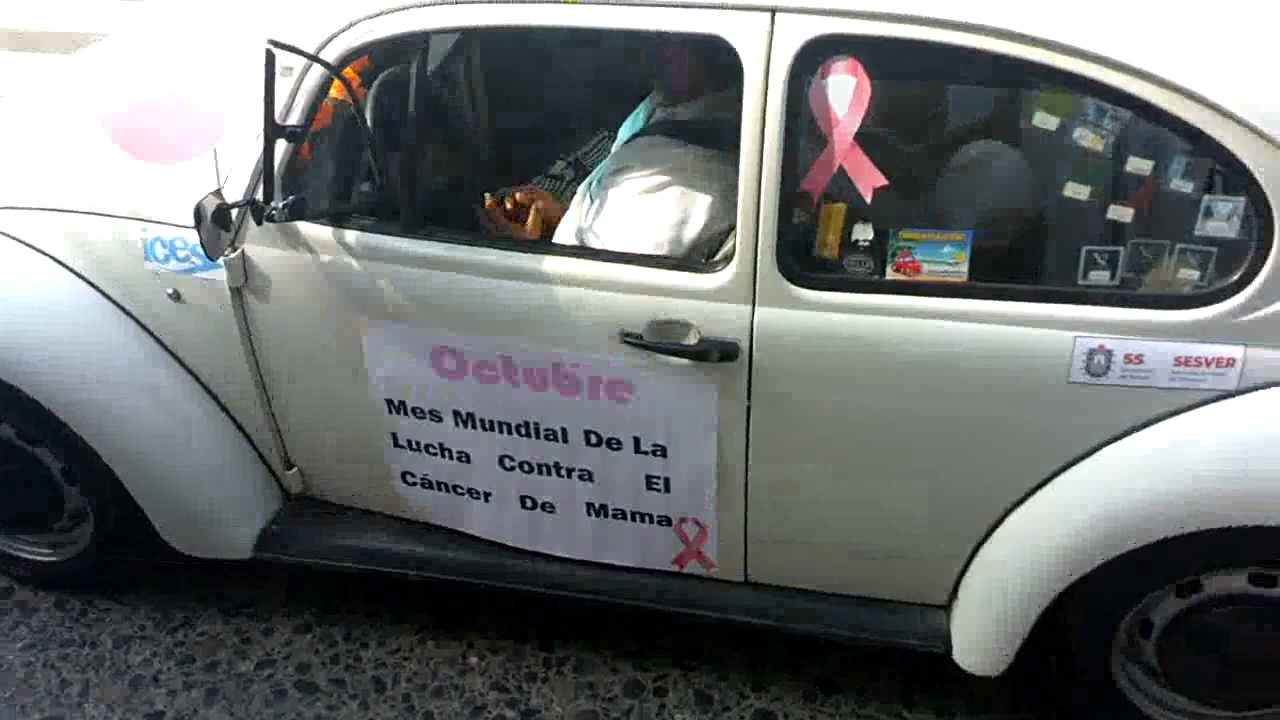 ices
Octubre
Mes Mundial De La
Lucha Contra El
Cáncer De Mama
SS
SESVER